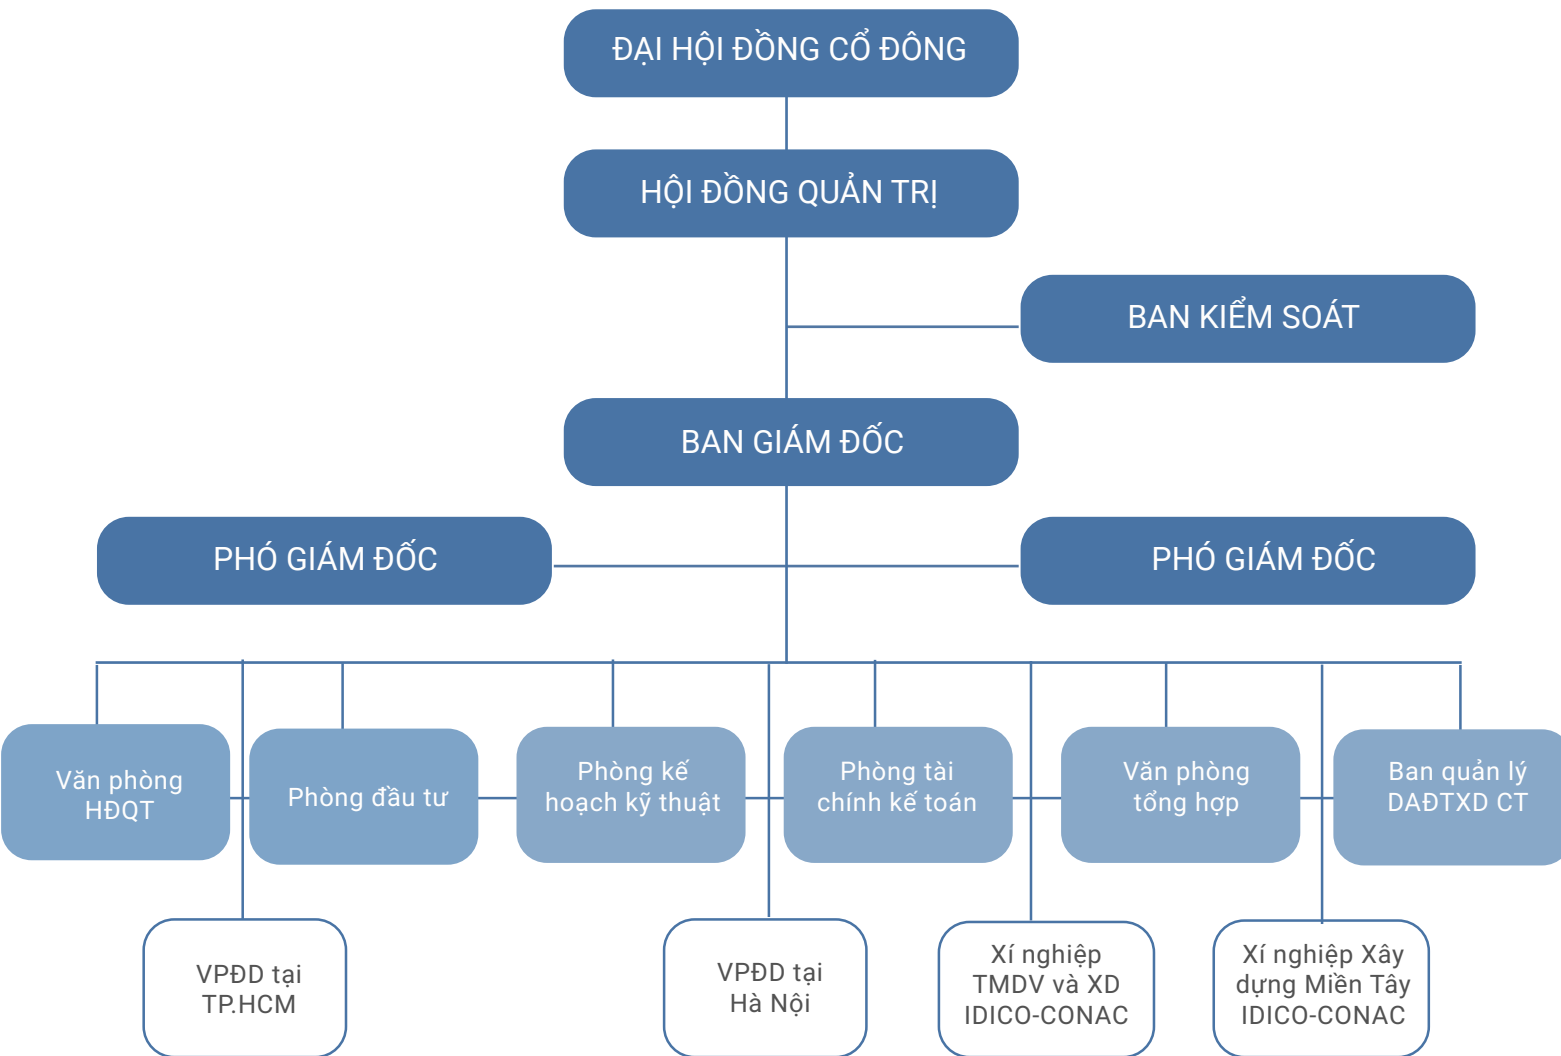 ĐẠI HỘI ĐỒNG CỔ ĐÔNG
HỘI ĐỒNG QUẢN TRỊ
BAN KIỂM SOÁT
BAN GIÁM ĐỐC
PHÓ GIÁM ĐỐC
PHÓ GIÁM ĐỐC
Văn phòng
HĐQT
Phòng đầu tư
Phòng kế
hoạch kỹ thuật
Phòng tài
chính kế toán
Văn phòng
tổng hợp
Ban quản lý
DAĐTXD CT
VPĐD tại
TP.HCM
VPĐD tại
Hà Nội
Xí nghiệp
TMDV và XD
IDICO-CONAC
Xí nghiệp Xây
dựng Miền Tây
IDICO-CONAC